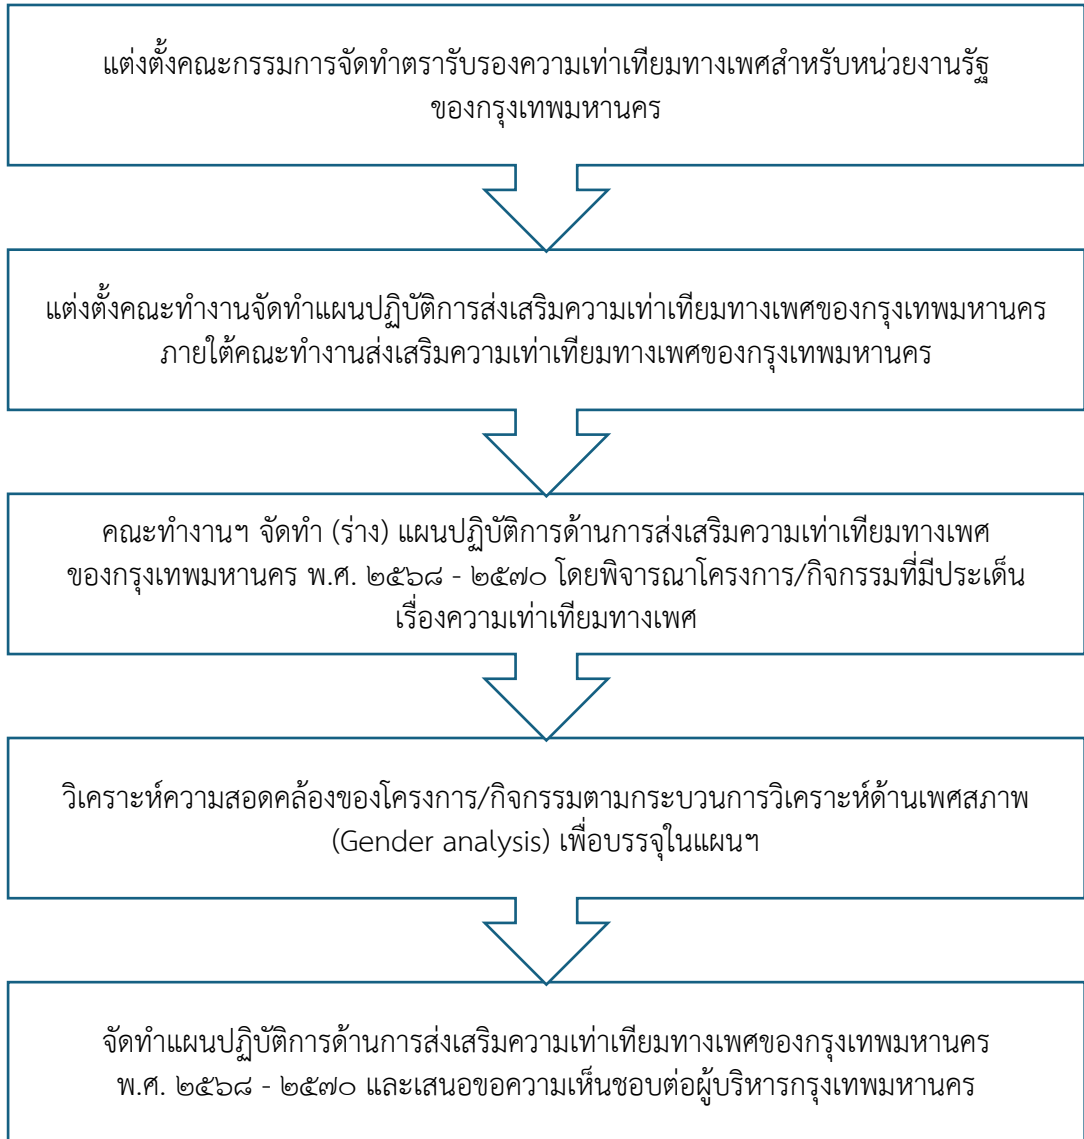 แต่งตั้งคณะกรรมการจัดทำตรารับรองความเท่าเทียมทางเพศสำหรับหน่วยงานรัฐ
ของกรุงเทพมหานคร
แต่งตั้งคณะทำงานจัดทำแผนปฏิบัติการส่งเสริมความเท่าเทียมทางเพศของกรุงเทพมหานคร
ภายใต้คณะทำงานส่งเสริมความเท่าเทียมทางเพศของกรุงเทพมหานคร
คณะทำงานฯ จัดทำ (ร่าง) แผนปฏิบัติการด้านการส่งเสริมความเท่าเทียมทางเพศ
ของกรุงเทพมหานคร พ.ศ. ๒๕๖๘ - ๒๕๗๐ โดยพิจารณาโครงการ/กิจกรรมที่มีประเด็น
เรื่องความเท่าเทียมทางเพศ
วิเคราะห์ความสอดคล้องของโครงการ/กิจกรรมตามกระบวนการวิเคราะห์ด้านเพศสภาพ
(Gender analysis) เพื่อบรรจุในแผนฯ
จัดทำแผนปฏิบัติการด้านการส่งเสริมความเท่าเทียมทางเพศของกรุงเทพมหานคร
พ.ศ. ๒๕๖๘ - ๒๕๗๐ และเสนอขอความเห็นชอบต่อผู้บริหารกรุงเทพมหานคร